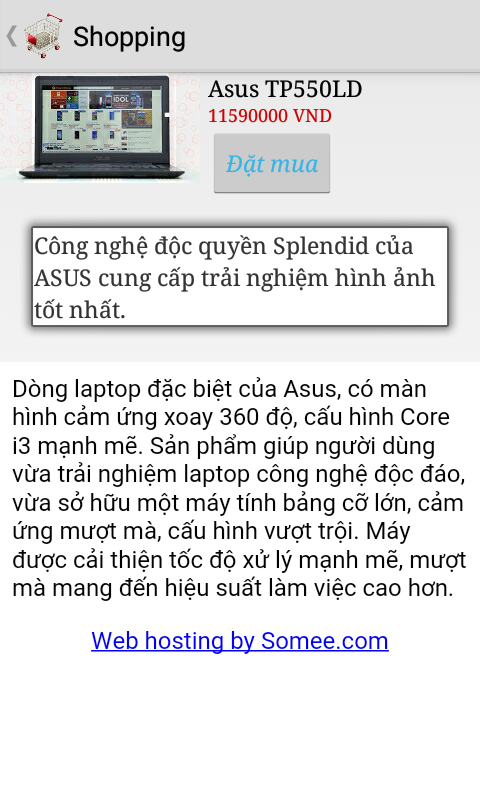 Shopping
Asus TP550LD
11590000 VND
Đặt mua
Công nghệ độc quyền Splendid của
ASUS cung cấp trải nghiệm hình ảnh
tốt nhất.
Dòng laptop đặc biệt của Asus, có màn
hình cảm ứng xoay 360 độ, cấu hình Core
i3 mạnh mẽ. Sản phẩm giúp người dùng
vừa trải nghiệm laptop công nghệ độc đáo,
vừa sở hữu một máy tính bảng cỡ lớn, cảm
ứng mượt mà, cấu hình vượt trội. Máy
được cải thiện tốc độ xử lý mạnh mẽ, mượt
mà mang đến hiệu suất làm việc cao hơn.
Web hosting by Somee.com